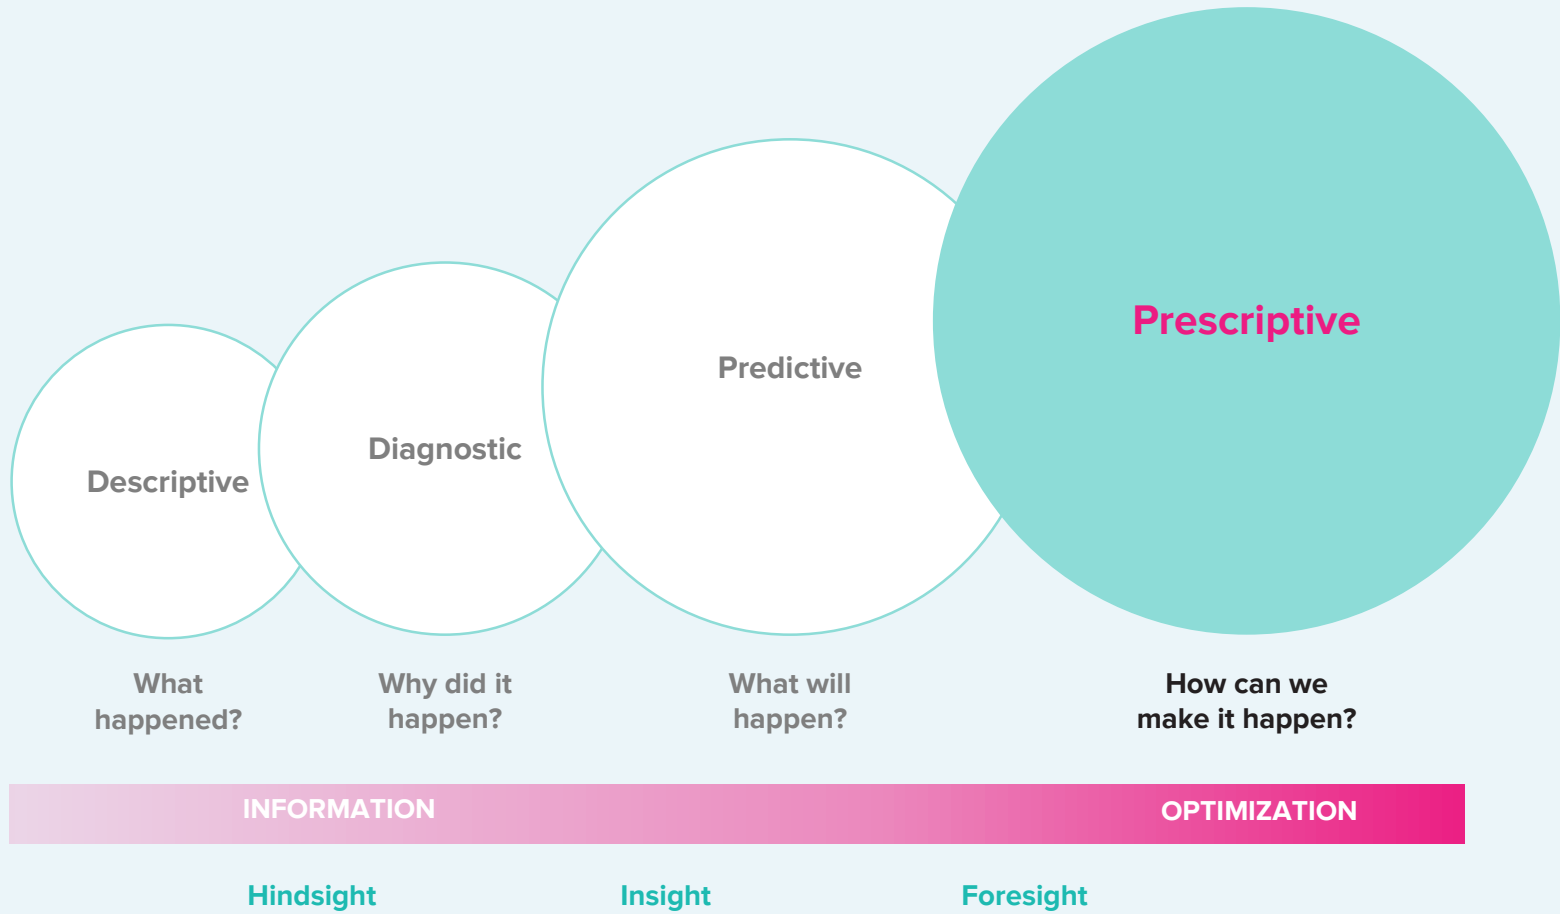 Descriptive
Diagnostic
Predictive
Prescriptive
What
happened?
Why did it
happen?
What will
happen?
How can we
make it happen?
INFORMATION
OPTIMIZATION
Hindsight
Insight
Foresight